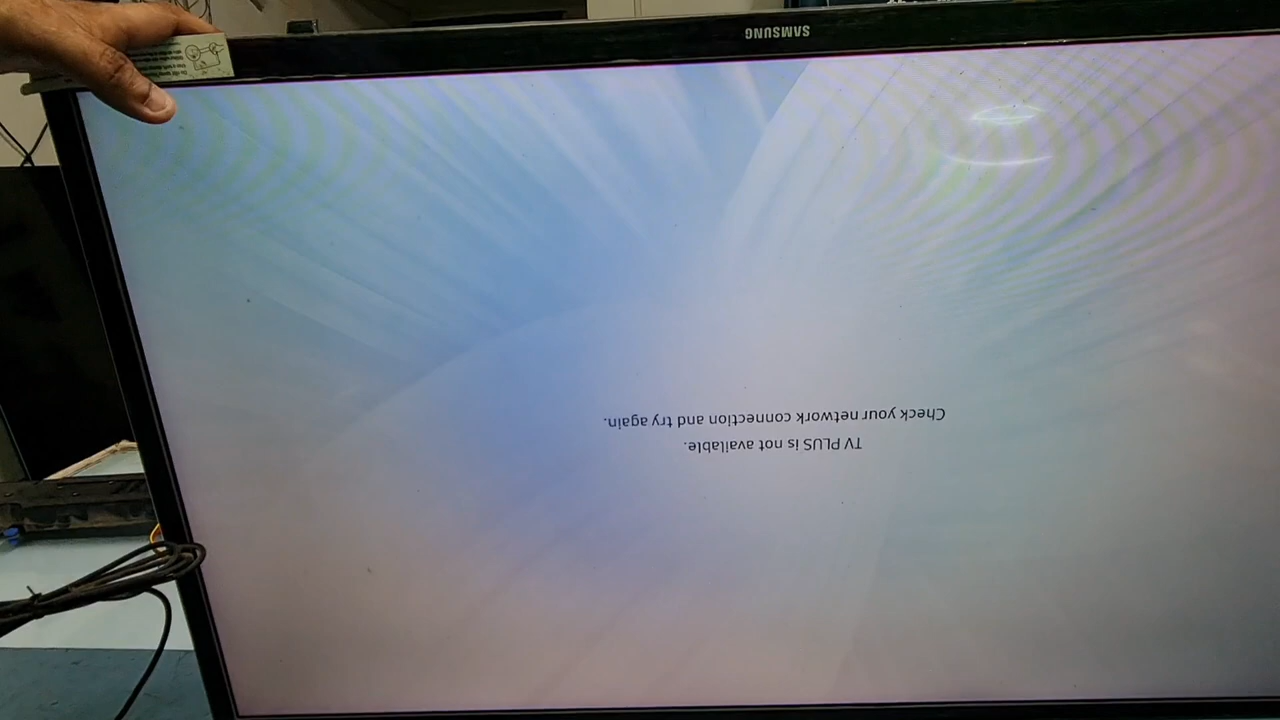 TV PLUS is not available.
Check your network connection and try again.
SAMSUNG